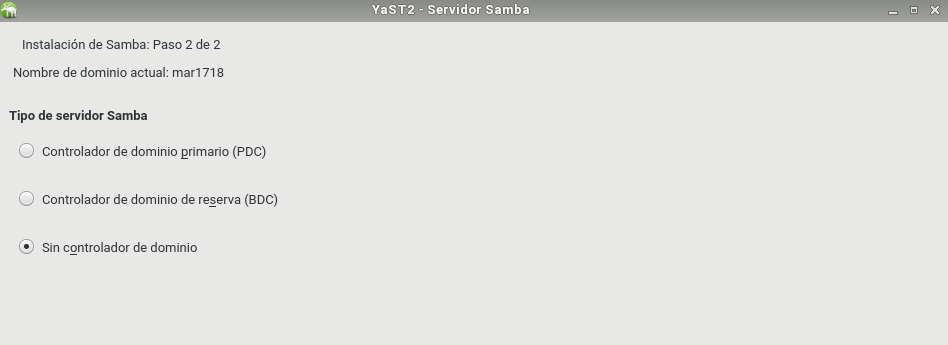 YaST2 - Servidor Samba
Instalación de Samba: Paso 2 de 2
Nombre de dominio actual: mar1718
Tipo de servidor Samba
Controlador de dominio primario (PDC)
Controlador de dominio de reserva (BDC)
Sin controlador de dominio